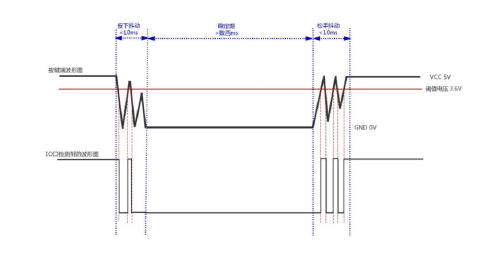 按下抖动
<10ms
稳定期
>数百ms
松手抖动
<10ms
按键端波形图
VCC 5V
阈值电压 3.6V
GND 0V
IO口检测到的波形图